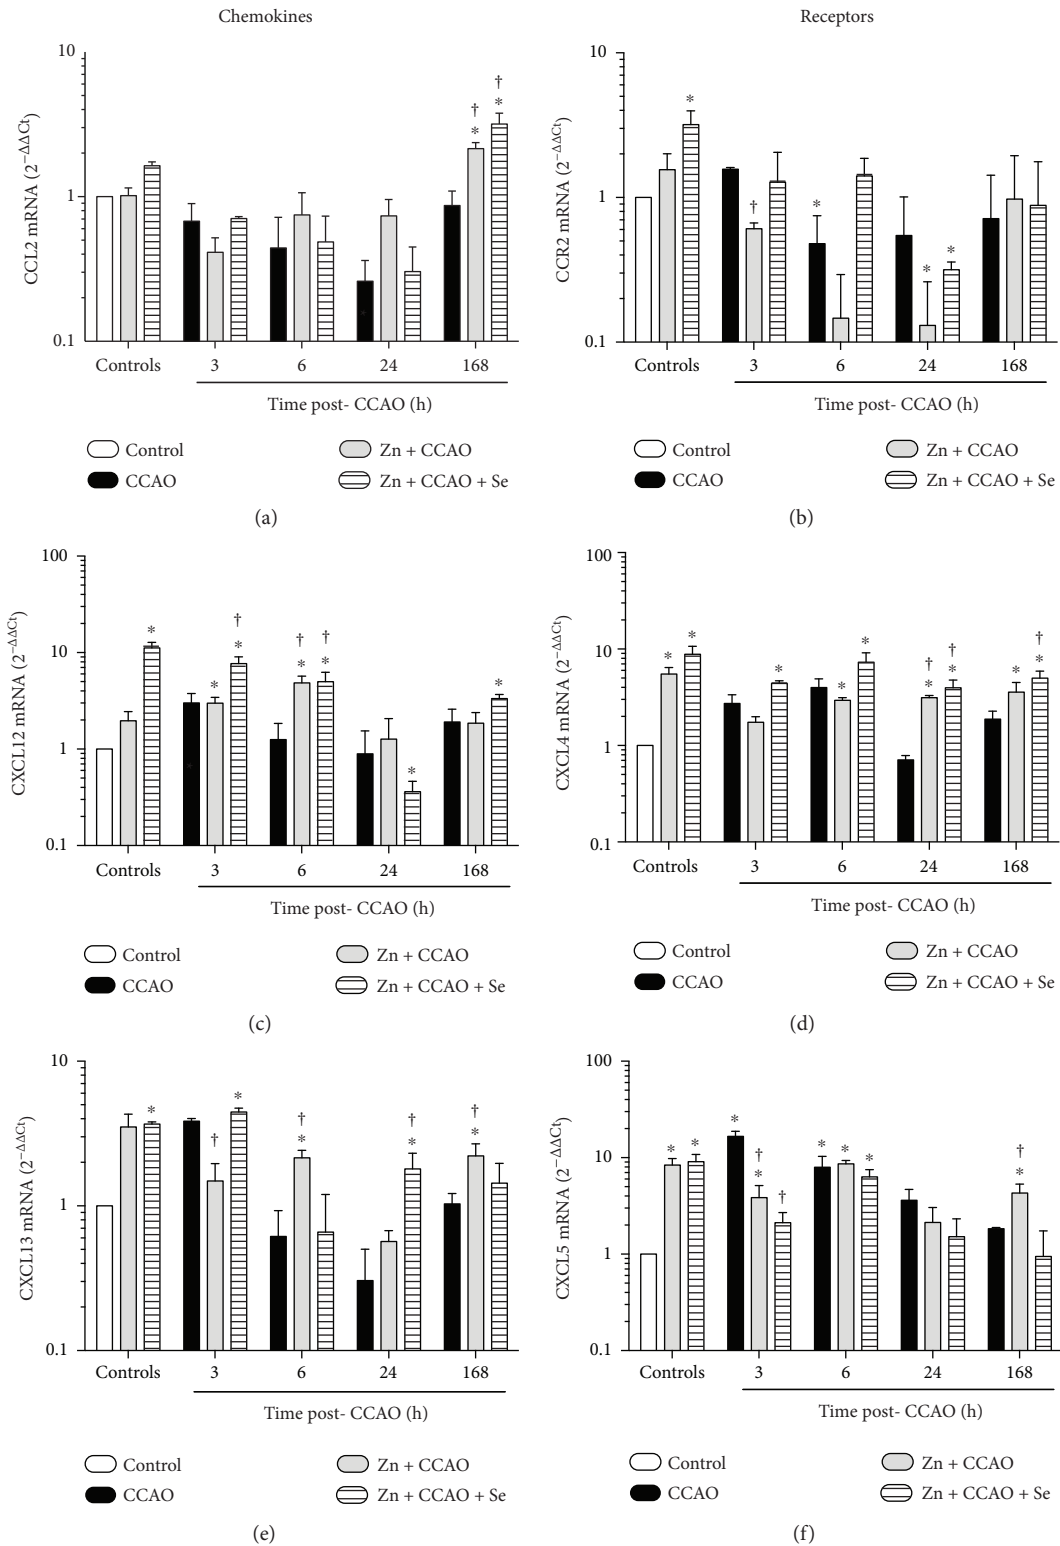 Chemokines
Receptors
CCL2 mRNA (2^−ΔΔCt)
10
1
0.1
* †
* †
Controls 3 6 24 168
Time post- CCAO (h)
Control
Zn + CCAO
CCAO
Zn + CCAO + Se
(a)
CCR2 mRNA (2^−ΔΔCt)
10
1
0.1
* † * * *
Controls 3 6 24 168
Time post- CCAO (h)
Control
Zn + CCAO
CCAO
Zn + CCAO + Se
(b)
CXCL12 mRNA (2^−ΔΔCt)
100
10
1
0.1
† † †
* * * * * * *
Controls 3 6 24 168
Time post- CCAO (h)
Control
Zn + CCAO
CCAO
Zn + CCAO + Se
(c)
CXCL4 mRNA (2^−ΔΔCt)
100
10
1
0.1
† † †
* * * * * * * * *
Controls 3 6 24 168
Time post- CCAO (h)
Control
Zn + CCAO
CCAO
Zn + CCAO + Se
(d)
CXCL13 mRNA (2^−ΔΔCt)
10
1
0.1
† † † †
* * * * *
Controls 3 6 24 168
Time post- CCAO (h)
Control
Zn + CCAO
CCAO
Zn + CCAO + Se
(e)
CXCL5 mRNA (2^−ΔΔCt)
100
10
1
0.1
† † †
* * * * * * * *
Controls 3 6 24 168
Time post- CCAO (h)
Control
Zn + CCAO
CCAO
Zn + CCAO + Se
(f)